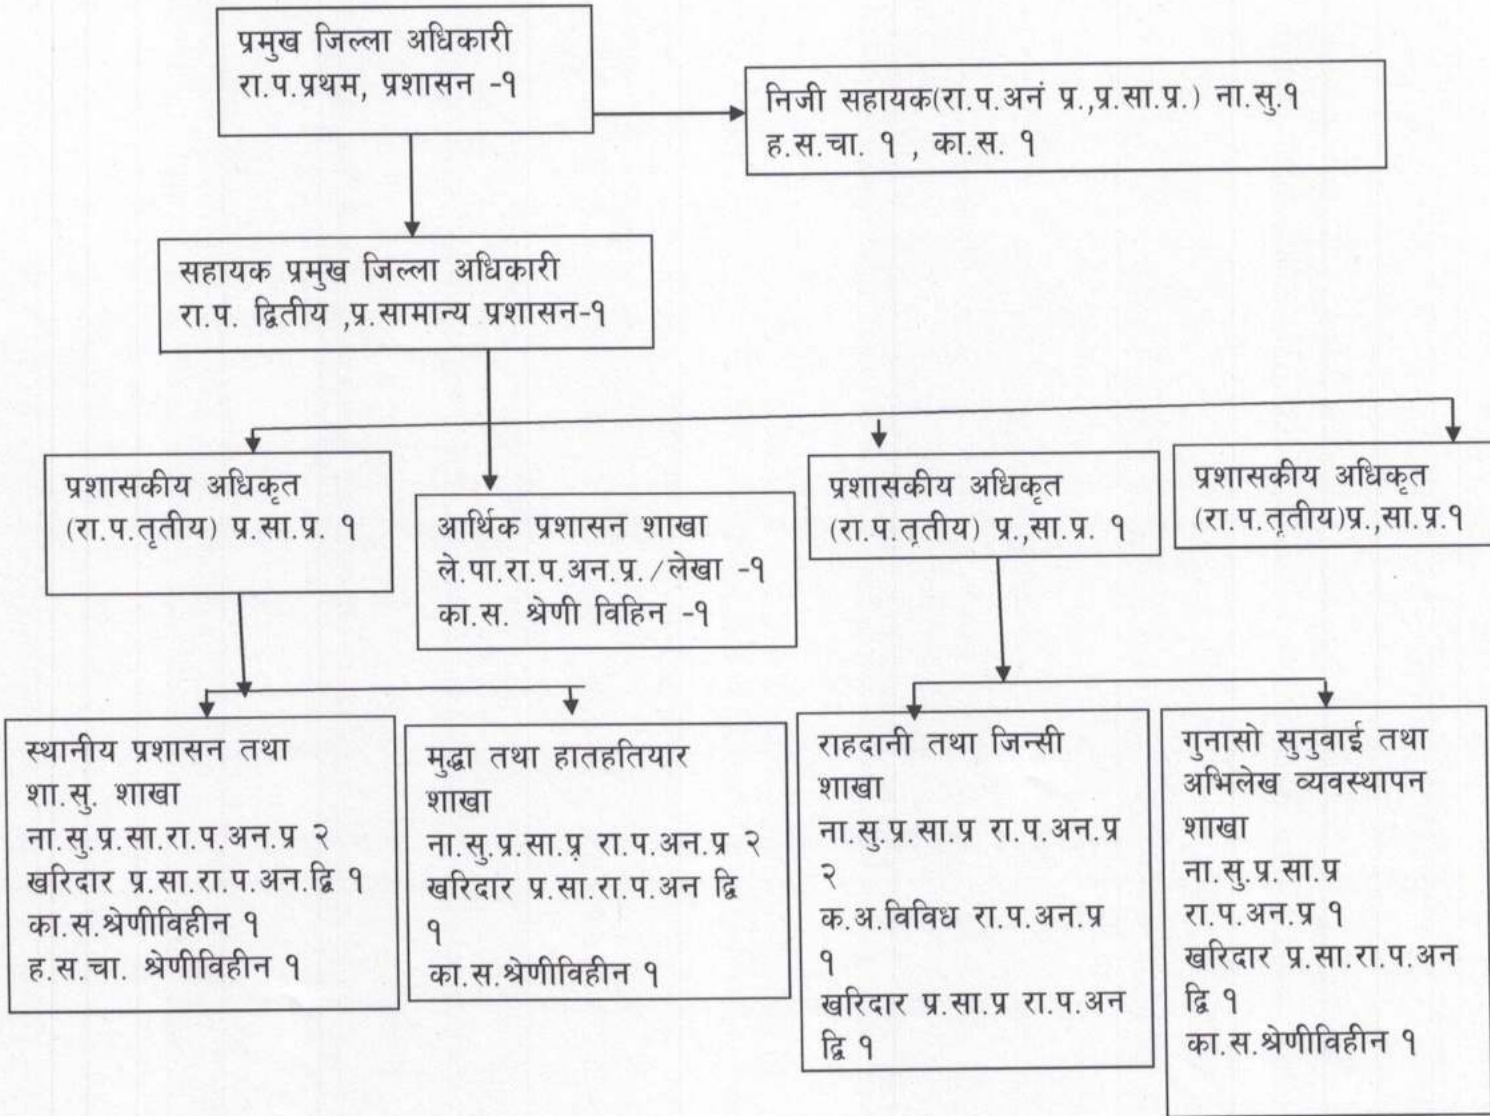 प्रमुख जिल्ला अधिकारी
रा.प.प्रथम, प्रशासन -१
निजी सहायक(रा.प.अनं प्र.,प्र.सा.प्र.) ना.सु.१
ह.स.चा. १ , का.स. १
सहायक प्रमुख जिल्ला अधिकारी
रा.प. द्वितीय ,प्र.सामान्य प्रशासन-१
प्रशासकीय अधिकृत
(रा.प.तृतीय) प्र.सा.प्र. १
आर्थिक प्रशासन शाखा
ले.पा.रा.प.अन.प्र./लेखा -१
का.स. श्रेणी विहिन -१
प्रशासकीय अधिकृत
(रा.प.तृतीय) प्र.,सा.प्र. १
प्रशासकीय अधिकृत
(रा.प.तृतीय)प्र.,सा.प्र.१
स्थानीय प्रशासन तथा
शा.सु. शाखा
ना.सु.प्र.सा.रा.प.अन.प्र २
खरिदार प्र.सा.रा.प.अन.द्वि १
का.स.श्रेणीविहीन १
ह.स.चा. श्रेणीविहीन १
मुद्धा तथा हातहतियार
शाखा
ना.सु.प्र.सा.प्र रा.प.अन.प्र २
खरिदार प्र.सा.रा.प.अन द्वि
१
का.स.श्रेणीविहीन १
राहदानी तथा जिन्सी
शाखा
ना.सु.प्र.सा.प्र रा.प.अन.प्र
२
क.अ.विविध रा.प.अन.प्र
१
खरिदार प्र.सा.प्र रा.प.अन
द्वि १
गुनासो सुनुवाई तथा
अभिलेख व्यवस्थापन
शाखा
ना.सु.प्र.सा.प्र
रा.प.अन.प्र १
खरिदार प्र.सा.रा.प.अन
द्वि १
का.स.श्रेणीविहीन १